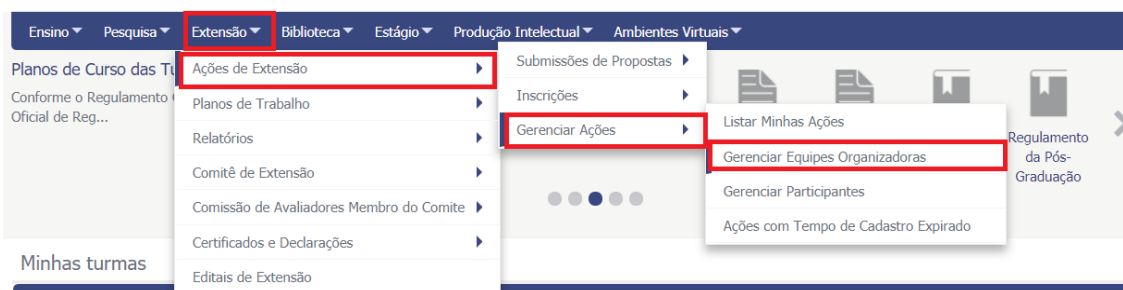 Ensino Pesquisa Extensão Biblioteca Estágio Produção Intelectual Ambientes Virtuais
Planos de Curso das Tu
Conforme o Regulamento
Oficial de Reg...
Ações de Extensão
Planos de Trabalho
Relatórios
Comitê de Extensão
Comissão de Avaliadores Membro do Comite
Certificados e Declarações
Editais de Extensão
Submissões de Propostas
Inscrições
Gerenciar Ações
Listar Minhas Ações
Gerenciar Equipes Organizadoras
Gerenciar Participantes
Ações com Tempo de Cadastro Expirado
Regulamento
da Pós-
Graduação
Minhas turmas